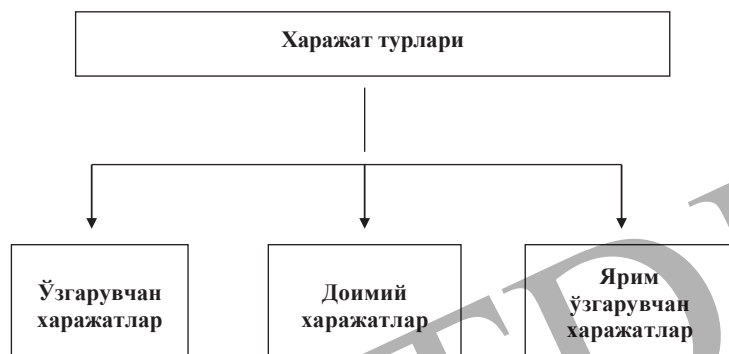 Харажат турлари
Ўзгарувчан
харажатлар
Доимий
харажатлар
Ярим
ўзгарувчан
харажатлар